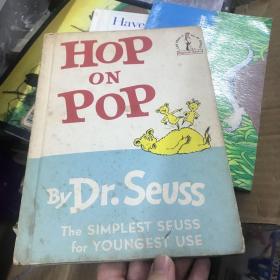 Have
HOP
ON
POP
By Dr. Seuss
The SIMPLEST SEUSS
for YOUNGEST USE